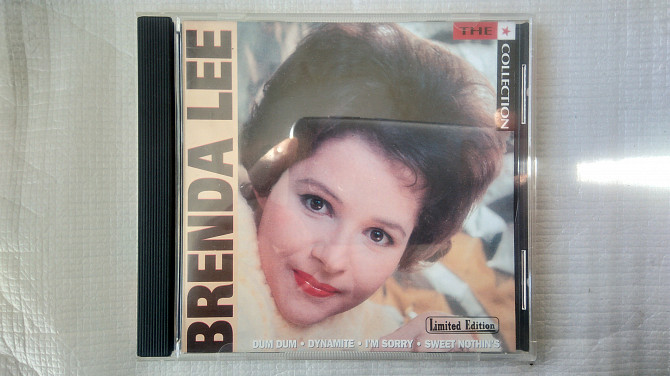 BRENDA LEE
THE
COLLECTION
Limited Edition
DUM DUM • DYNAMITE • I'M SORRY • SWEET NOTHIN'S